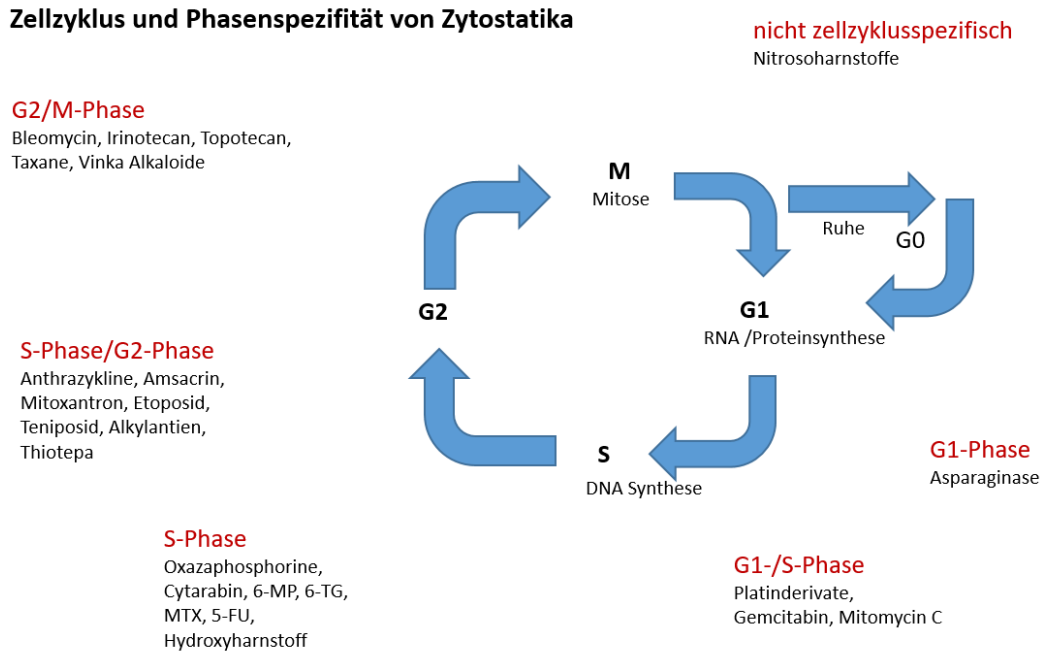 Zellzyklus und Phasenspezifität von Zytostatika
nicht zellzyklusspezifisch
Nitrosoharnstoffe
G2/M-Phase
Bleomycin, Irinotecan, Topotecan,
Taxane, Vinka Alkaloide
M
Mitose
Ruhe
G0
G2
G1
RNA /Proteinsynthese
S-Phase/G2-Phase
Anthrazykline, Amsacrin,
Mitoxantron, Etoposid,
Teniposid, Alkylantien,
Thiotepa
S
DNA Synthese
G1-Phase
Asparaginase
S-Phase
Oxazaphosphorine,
Cytarabin, 6-MP, 6-TG,
MTX, 5-FU,
Hydroxyharnstoff
G1-/S-Phase
Platinderivate,
Gemcitabin, Mitomycin C